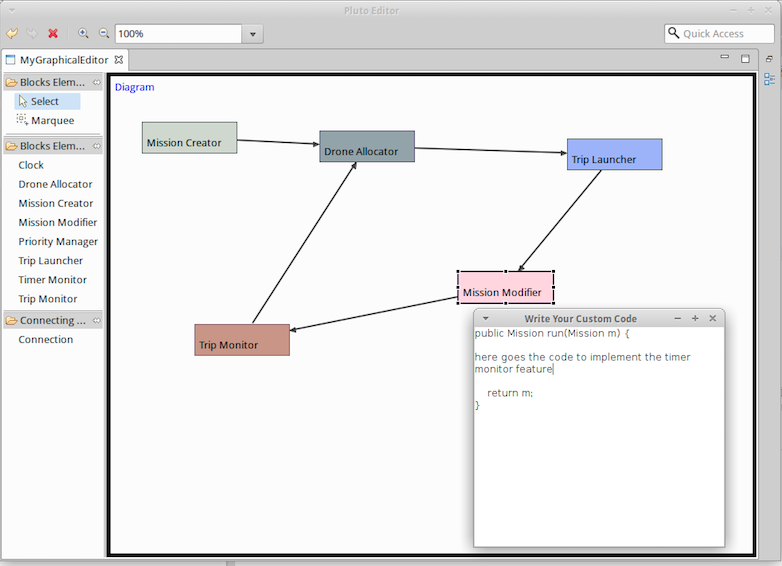 Pluto Editor
100%
Quick Access
MyGraphicalEditor
Blocks Elem...
Select
Marquee
Blocks Elem...
Clock
Drone Allocator
Mission Creator
Mission Modifier
Priority Manager
Trip Launcher
Timer Monitor
Trip Monitor
Connecting ...
Connection
Diagram
Mission Creator
Drone Allocator
Trip Launcher
Mission Modifier
Trip Monitor
Write Your Custom Code
public Mission run(Mission m) {
here goes the code to implement the timer
monitor feature
return m;
}